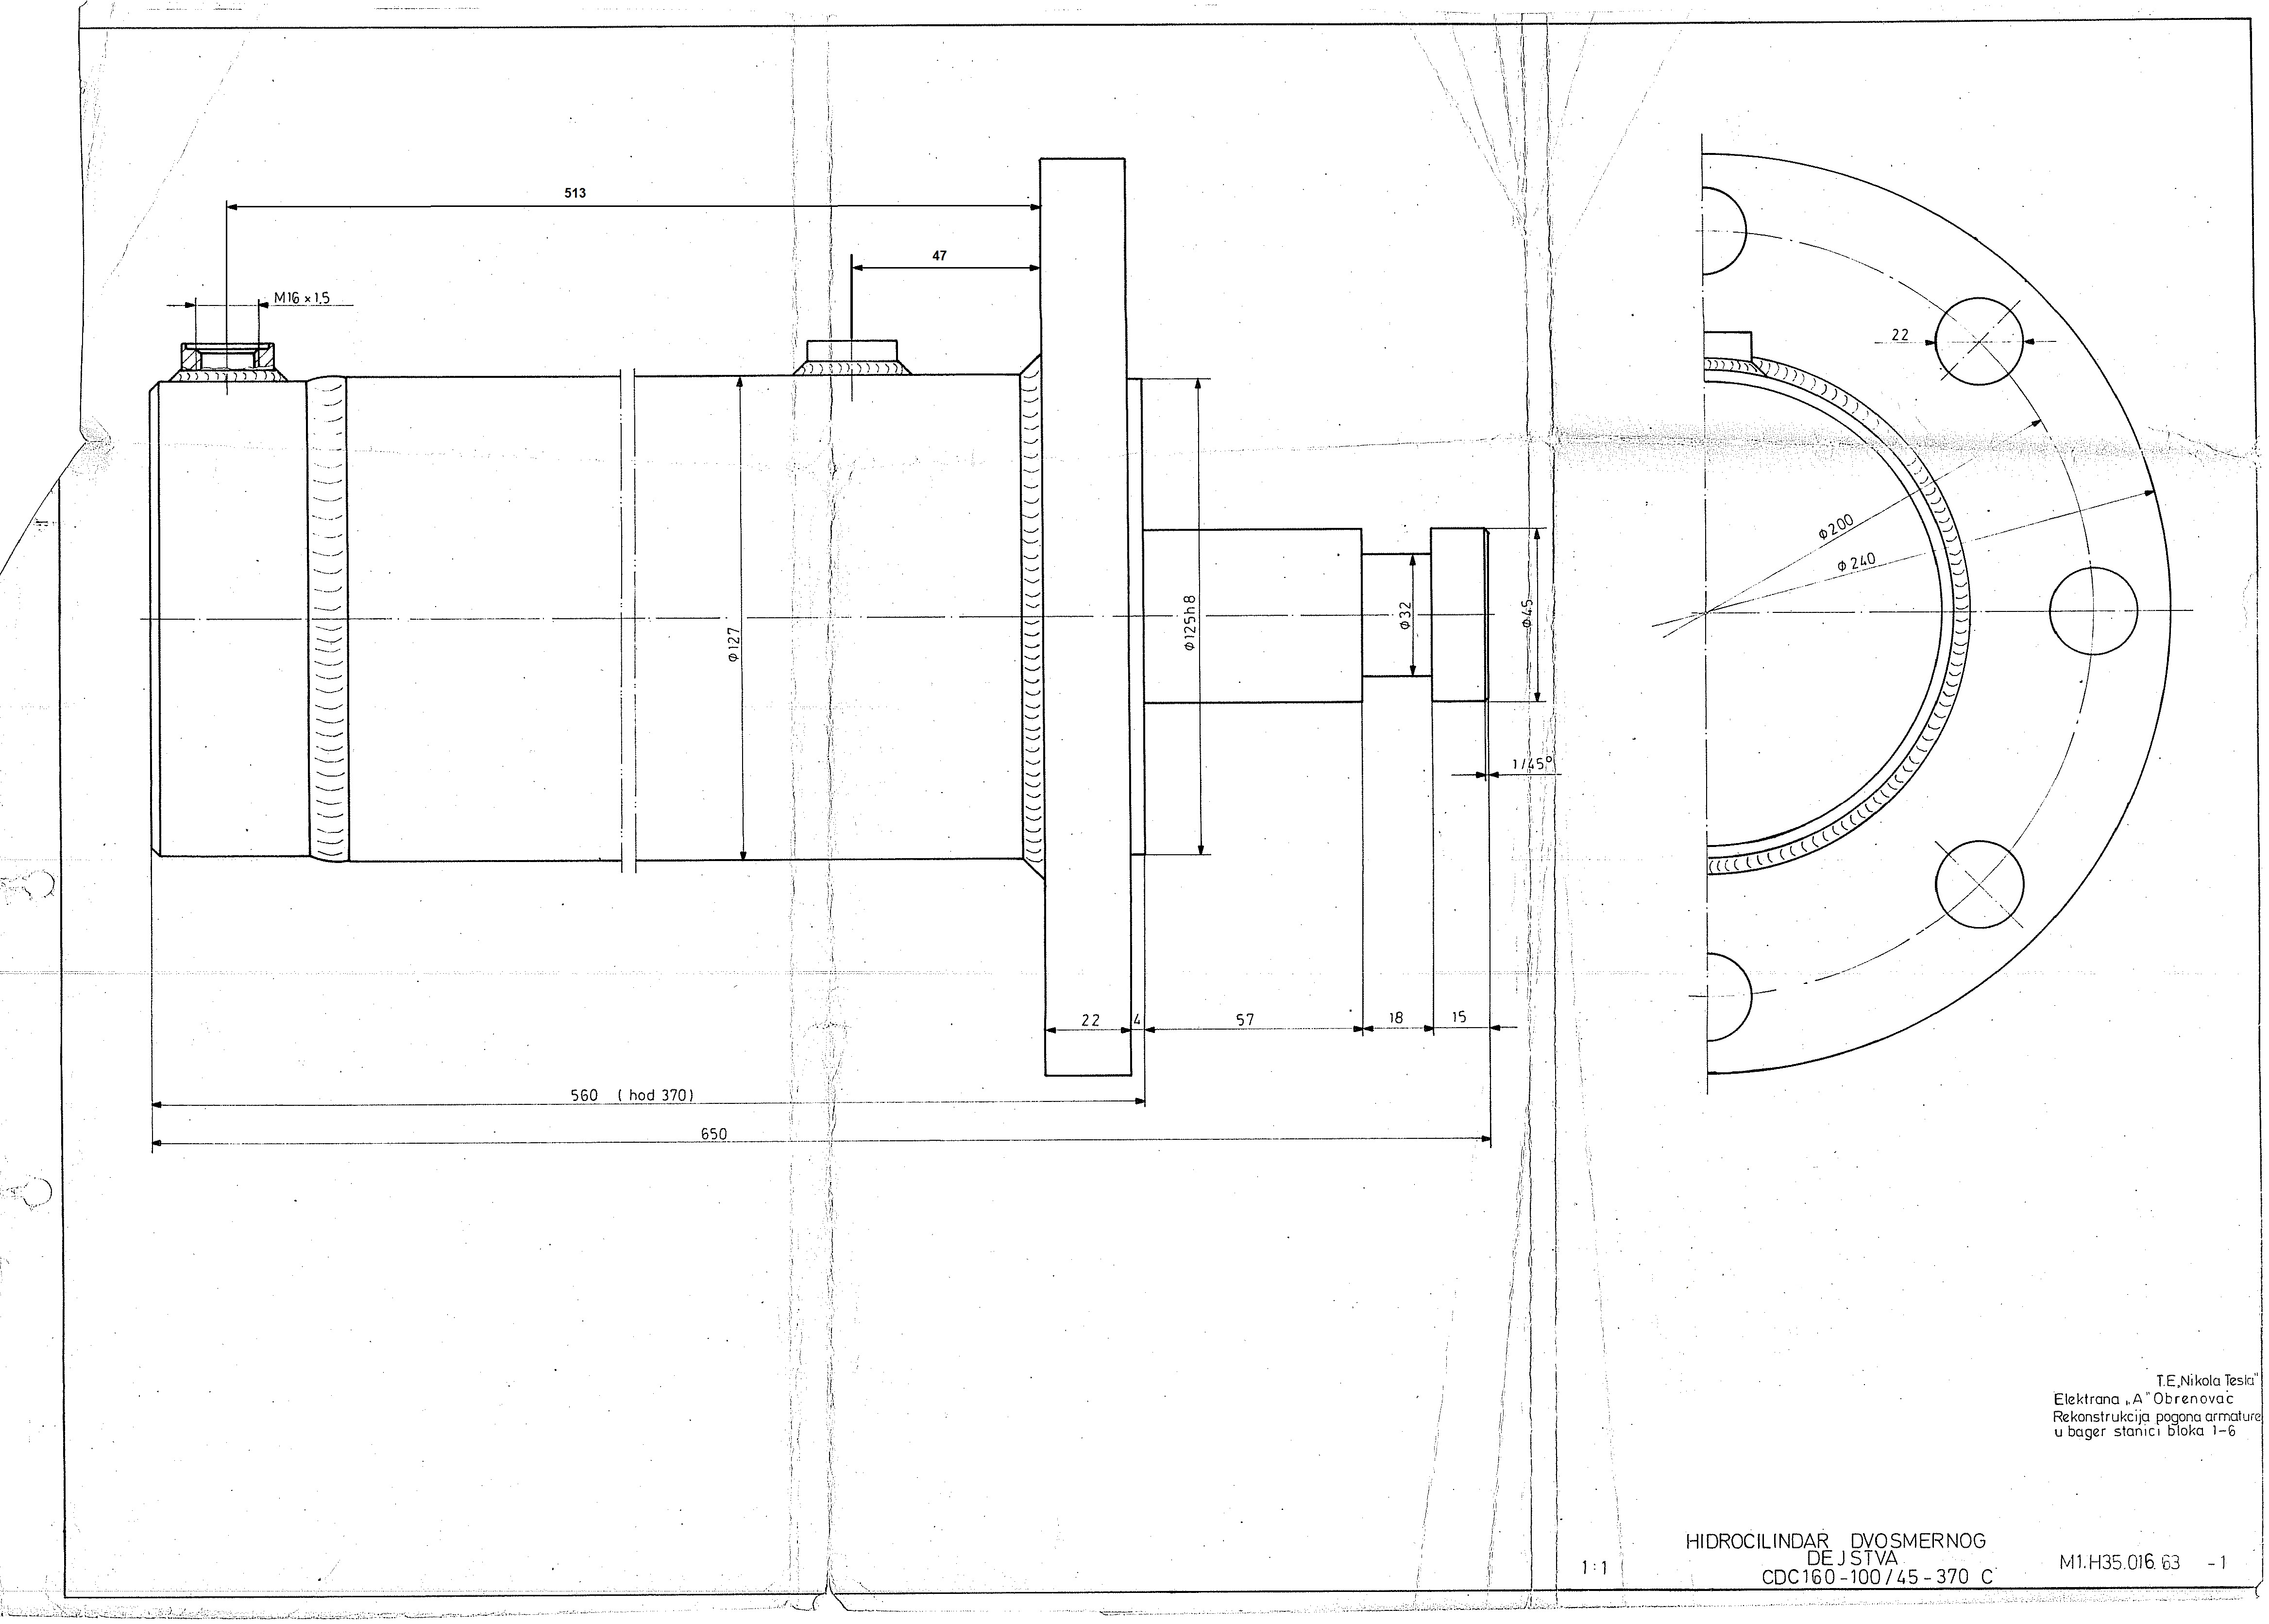 513
47
M16 × 1,5
22
Φ200
Φ240
Φ127
Φ125h8
Φ32
Φ45
1/45°
22
4
57
18
15
560 ( hod 370)
650
T.E„Nikola Tesla"
Elektrana „A" Obrenovac
Rekonstrukcija pogona armature
u bager stanici bloka 1-6
HIDROCILINDAR DVOSMERNOG
DEJSTVA
1:1
CDC160-100/45-370 C
M1.H35.016.63 -1